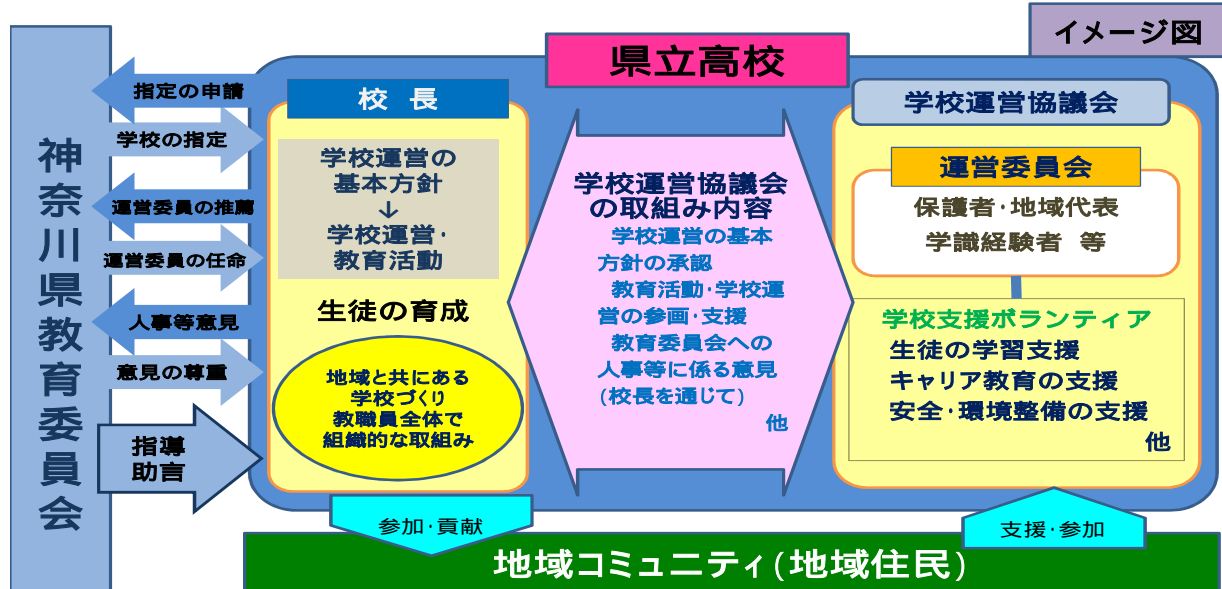 イメージ図
県立高校
神奈川県教育委員会
指定の申請
学校の指定
運営委員の推薦
運営委員の任命
人事等意見
意見の尊重
指導
助言
校 長
学校運営の
基本方針
↓
学校運営・
教育活動
生徒の育成
地域と共にある
学校づくり
教職員全体で
組織的な取組み
学校運営協議会
の取組み内容
学校運営の基本
方針の承認
教育活動・学校運
営の参画・支援
教育委員会への
人事等に係る意見
(校長を通じて)
他
学校運営協議会
運営委員会
保護者・地域代表
学識経験者 等
学校支援ボランティア
生徒の学習支援
キャリア教育の支援
安全・環境整備の支援
他
参加・貢献
支援・参加
地域コミュニティ(地域住民)